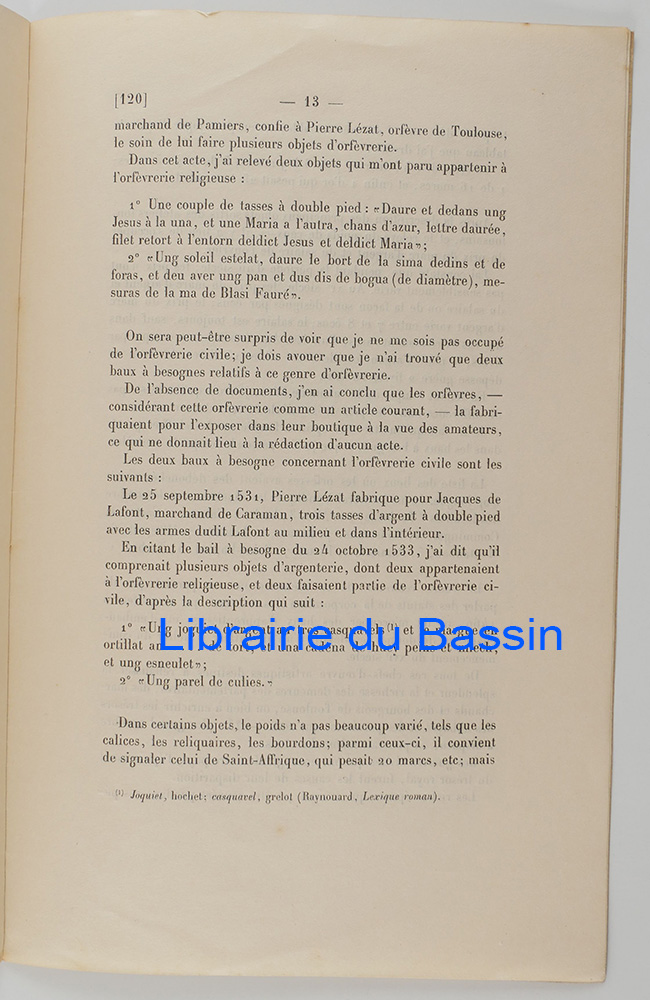 [120]
— 13 —
marchand de Pamiers, confie à Pierre Lézat, orfèvre de Toulouse,
le soin de lui faire plusieurs objets d'orfèvrerie.
Dans cet acte, j'ai relevé deux objets qui m'ont paru appartenir à
l'orfèvrerie religieuse :
1° Une couple de tasses à double pied : «Daure et dedans ung
Jesus à la una, et une Maria a l'autra, chans d'azur, lettre daurée,
filet retort à l'entorn deldict Jesus et deldict Maria»;
2° «Ung soleil estelat, daure le bort de la sima dedins et de
foras, et deu aver ung pan et dus dis de bogua (de diamètre), me-
suras de la ma de Blasi Fauré».
On sera peut-être surpris de voir que je ne me sois pas occupé
de l'orfèvrerie civile; je dois avouer que je n'ai trouvé que deux
baux à besognes relatifs à ce genre d'orfèvrerie.
De l'absence de documents, j'en ai conclu que les orfèvres, —
considérant cette orfèvrerie comme un article courant, — la fabri-
quaient pour l'exposer dans leur boutique à la vue des amateurs,
ce qui ne donnait lieu à la rédaction d'aucun acte.
Les deux baux à besogne concernant l'orfèvrerie civile sont les
suivants :
Le 25 septembre 1531, Pierre Lézat fabrique pour Jacques de
Lafont, marchand de Caraman, trois tasses d'argent à double pied
avec les armes dudit Lafont au milieu et dans l'intérieur.
En citant le bail à besogne du 24 octobre 1533, j'ai dit qu'il
comprenait plusieurs objets d'argenterie, dont deux appartenaient
à l'orfèvrerie religieuse, et deux faisaient partie de l'orfèvrerie ci-
vile, d'après la description qui suit :
1° «Ung joquiet d'argent an tros casquavels (1) et
ortillat et una cadena
et ung esneulet»;
2° «Ung parel de culies.»
Librairie du Bassin
Dans certains objets, le poids n'a pas beaucoup varié, tels que les
calices, les reliquaires, les bourdons; parmi ceux-ci, il convient
de signaler celui de Saint-Affrique, qui pesait 20 marcs, etc; mais
(1) Joquiet, hochet; casquavel, grelot (Raynouard, Lexique roman).